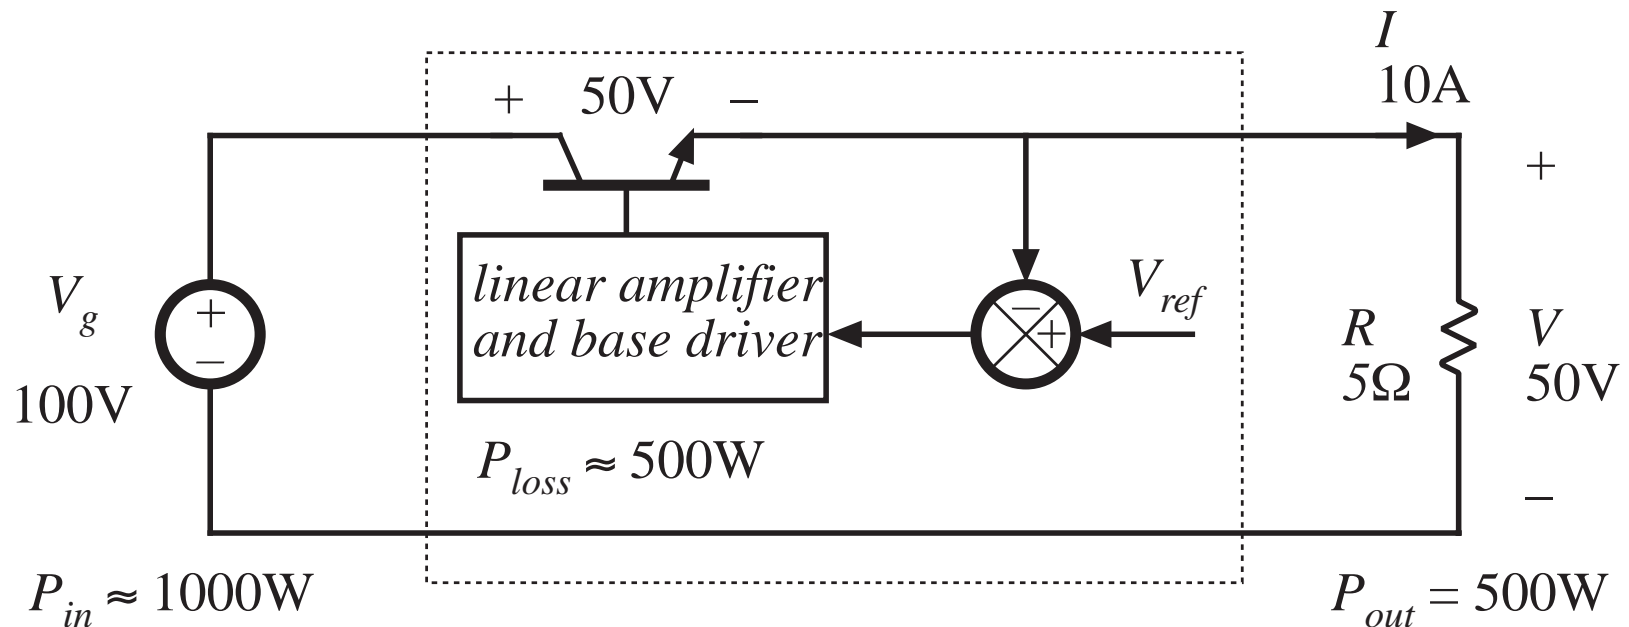 I
10A
+ 50V –
+
V_g
+
–
100V
linear amplifier
and base driver
–
+
V_ref
R
5Ω
V
50V
P_loss ≈ 500W
–
P_in ≈ 1000W
P_out = 500W